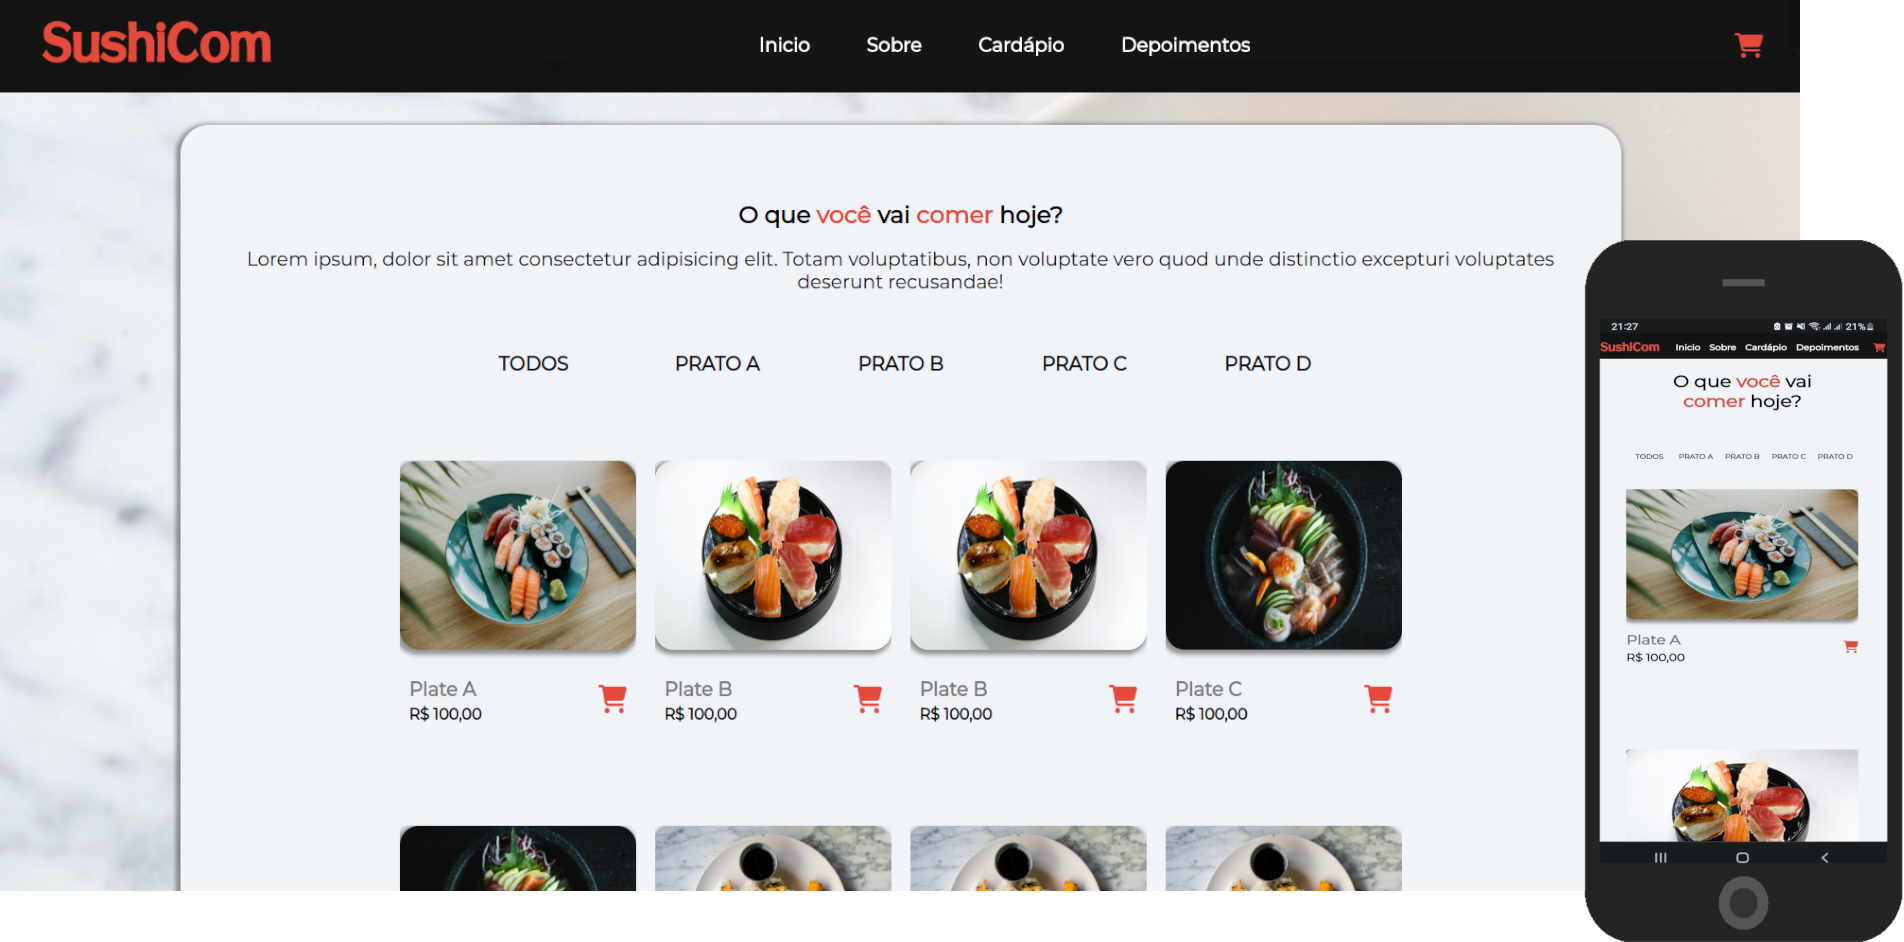 SushiCom
Inicio Sobre Cardápio Depoimentos
O que você vai comer hoje?
Lorem ipsum, dolor sit amet consectetur adipisicing elit. Totam voluptatibus, non voluptate vero quod unde distinctio excepturi voluptates
deserunt recusandae!
TODOS PRATO A PRATO B PRATO C PRATO D
Plate A
R$ 100,00
Plate B
R$ 100,00
Plate B
R$ 100,00
Plate C
R$ 100,00
21:27 21%
SushiCom Inicio Sobre Cardápio Depoimentos
O que você vai
comer hoje?
TODOS PRATO A PRATO B PRATO C PRATO D
Plate A
R$ 100,00